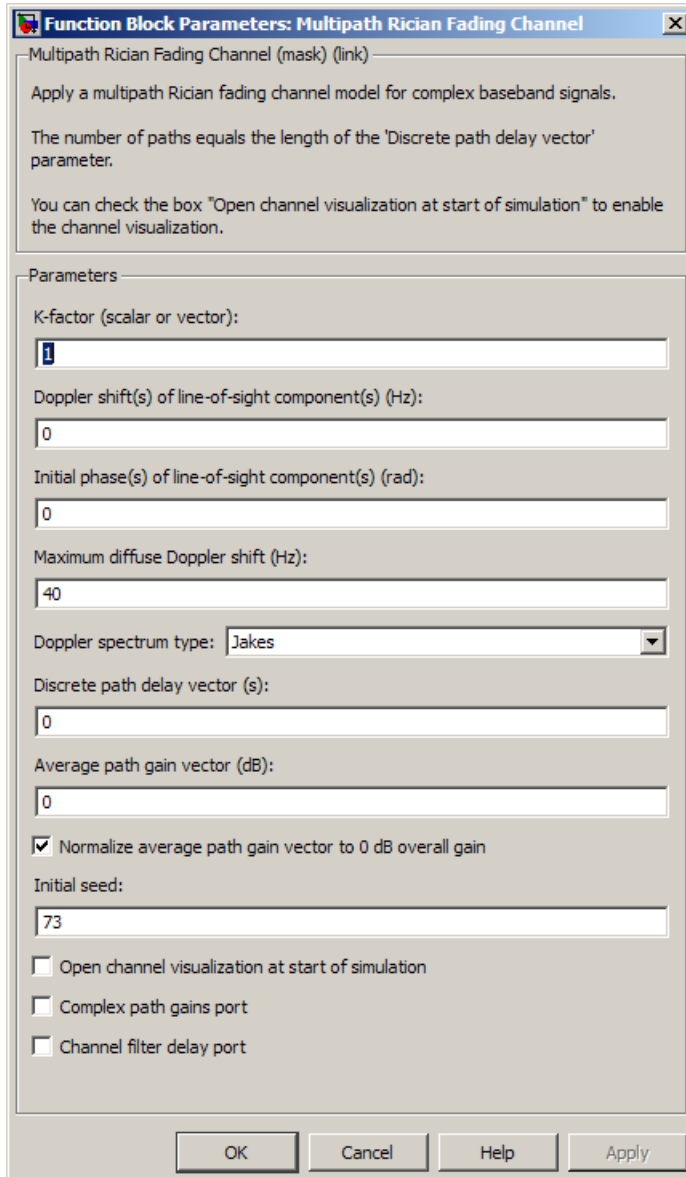 Function Block Parameters: Multipath Rician Fading Channel
Multipath Rician Fading Channel (mask) (link)
Apply a multipath Rician fading channel model for complex baseband signals.
The number of paths equals the length of the 'Discrete path delay vector'
parameter.
You can check the box "Open channel visualization at start of simulation" to enable
the channel visualization.
Parameters
K-factor (scalar or vector):
1
Doppler shift(s) of line-of-sight component(s) (Hz):
0
Initial phase(s) of line-of-sight component(s) (rad):
0
Maximum diffuse Doppler shift (Hz):
40
Doppler spectrum type: Jakes
Discrete path delay vector (s):
0
Average path gain vector (dB):
0
Normalize average path gain vector to 0 dB overall gain
Initial seed:
73
Open channel visualization at start of simulation
Complex path gains port
Channel filter delay port
OK Cancel Help Apply